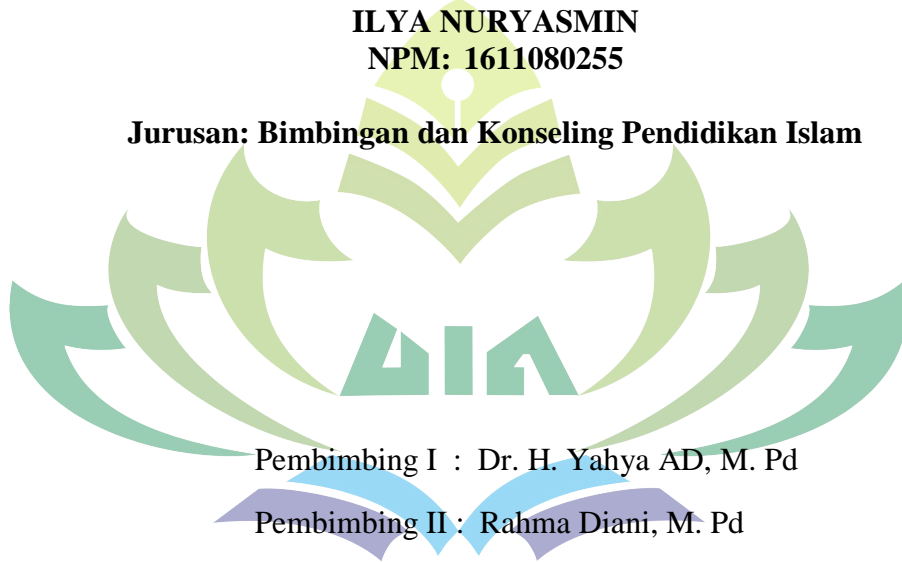 ILYA NURYASMIN
NPM: 1611080255
Jurusan: Bimbingan dan Konseling Pendidikan Islam
UIN
Pembimbing I : Dr. H. Yahya AD, M. Pd
Pembimbing II : Rahma Diani, M. Pd